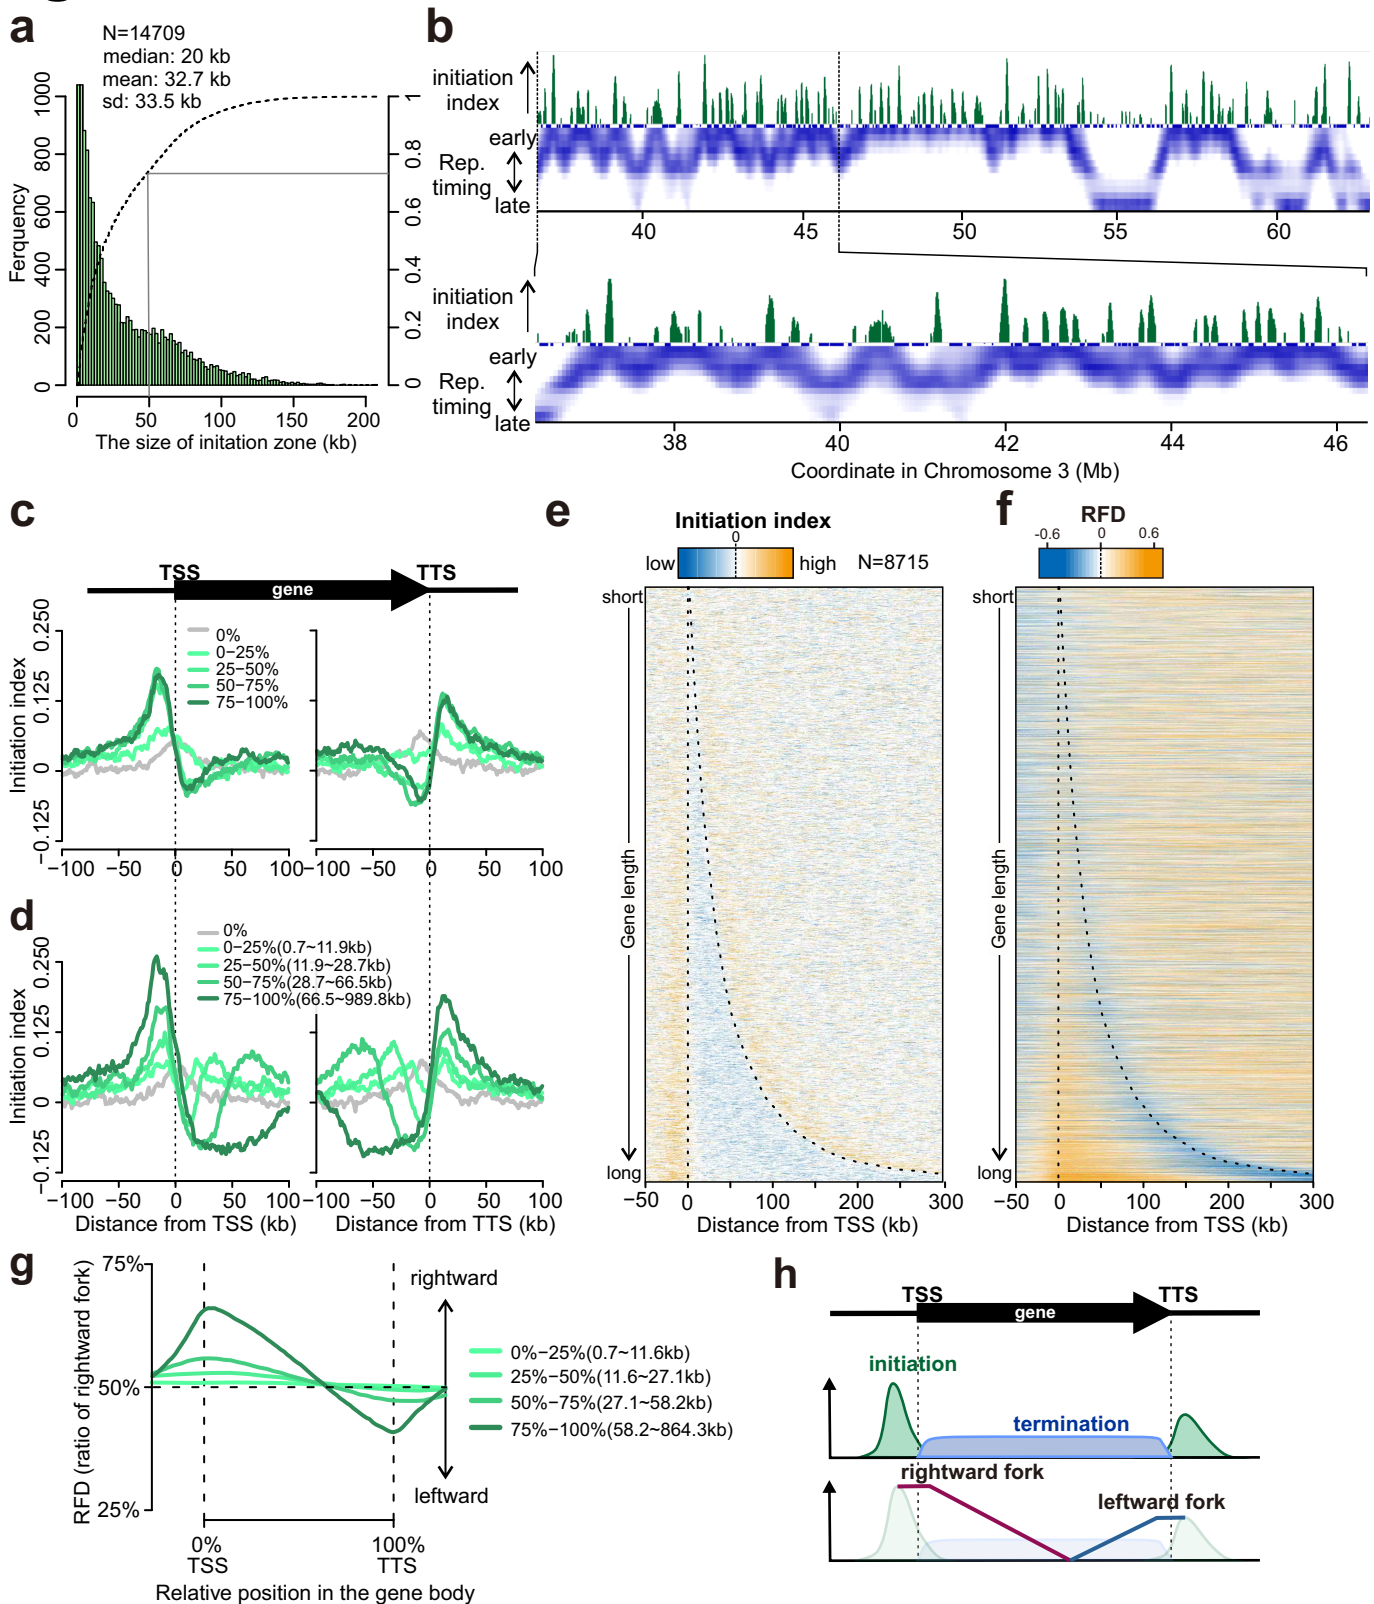 a
N=14709
median: 20 kb
mean: 32.7 kb
sd: 33.5 kb
Ferquency
0 200 400 600 800 1000
0 0.2 0.4 0.6 0.8 1
0 50 100 150 200
The size of initation zone (kb)
b
initiation
index
early
Rep.
timing
late
40 45 50 55 60
initiation
index
early
Rep.
timing
late
38 40 42 44 46
Coordinate in Chromosome 3 (Mb)
c
TSS TTS
gene
Initiation index
−0.125 0 0.125 0.250
0%
0−25%
25−50%
50−75%
75−100%
−100 −50 0 50 100
−100 −50 0 50 100
d
Initiation index
−0.125 0 0.125 0.250
0%
0−25%(0.7~11.9kb)
25−50%(11.9~28.7kb)
50−75%(28.7~66.5kb)
75−100%(66.5~989.8kb)
−100 −50 0 50 100
−100 −50 0 50 100
Distance from TSS (kb)
Distance from TTS (kb)
e
Initiation index
0
low high N=8715
short
Gene length
long
−50 0 100 200 300
Distance from TSS (kb)
f
RFD
-0.6 0 0.6
short
Gene length
long
−50 0 100 200 300
Distance from TSS (kb)
g
RFD (ratio of rightward fork)
75%
50%
25%
rightward
leftward
0%−25%(0.7~11.6kb)
25%−50%(11.6~27.1kb)
50%−75%(27.1~58.2kb)
75%−100%(58.2~864.3kb)
0% 100%
TSS TTS
Relative position in the gene body
h
TSS TTS
gene
initiation
termination
rightward fork
leftward fork